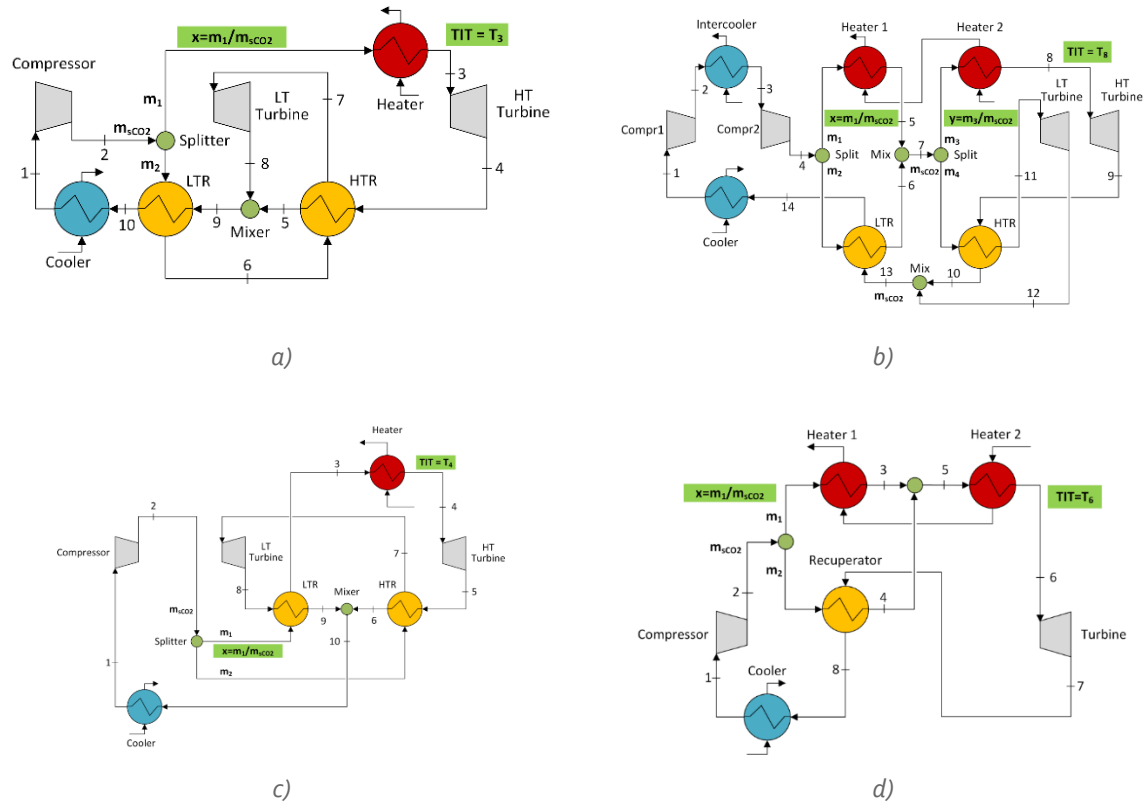 x=m₁/mₛCO2
TIT = T₃
Compressor
m₁
LT
Turbine
7
3
Heater
HT
Turbine
mₛCO2
Splitter
2
1
m₂
8
4
LTR
HTR
10
9
5
Mixer
Cooler
6
a)
Intercooler
Heater 1
Heater 2
8
TIT = T₈
LT
Turbine
HT
Turbine
2
3
Compr1
Compr2
x=m₁/mₛCO2
5
y=m₃/mₛCO2
m₁
4
Split
m₂
Mix
7
mₛCO2
m₃
Split
m₄
6
11
9
1
14
LTR
HTR
Cooler
13
Mix
10
mₛCO2
12
b)
Heater
3
TIT = T₄
2
4
Compressor
LT
Turbine
7
HT
Turbine
8
LTR
Mixer
HTR
5
9
6
mₛCO2
m₁
10
Splitter
x=m₁/mₛCO2
1
m₂
Cooler
c)
Heater 1
Heater 2
3
5
x=m₁/mₛCO2
TIT=T₆
m₁
mₛCO2
m₂
Recuperator
2
4
6
Compressor
Turbine
1
Cooler
8
7
d)